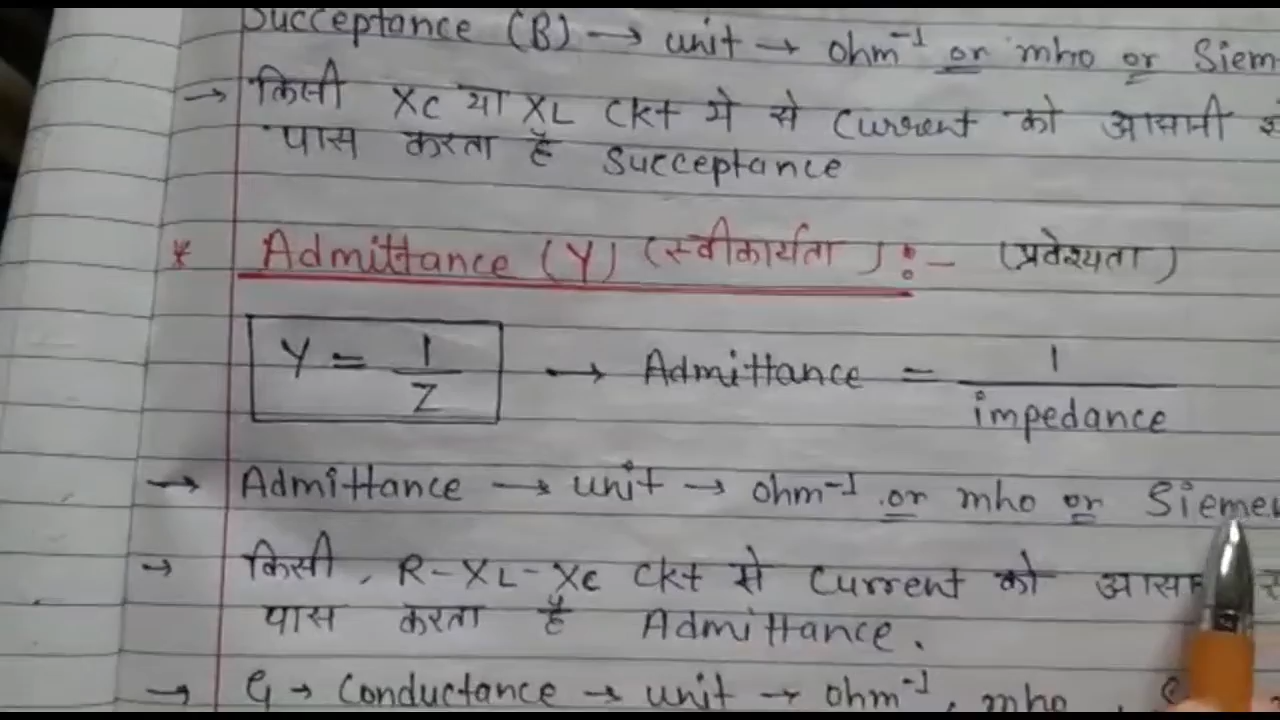 Succeptance (B) → unit → ohm⁻¹ or mho or Siem
→ किसी XC या XL Ckt मे से Current को आसानी
पास करता है Succeptance
* Admittance (Y) (स्वीकार्यता) :- (प्रवेश्यता)
Y = 1/Z → Admittance = 1/impedance
→ Admittance → unit → ohm⁻¹ or mho or Siemen
→ किसी, R-XL-XC Ckt से Current को
पास करता है Admittance.
→ G → Conductance → unit → ohm⁻¹, mho,